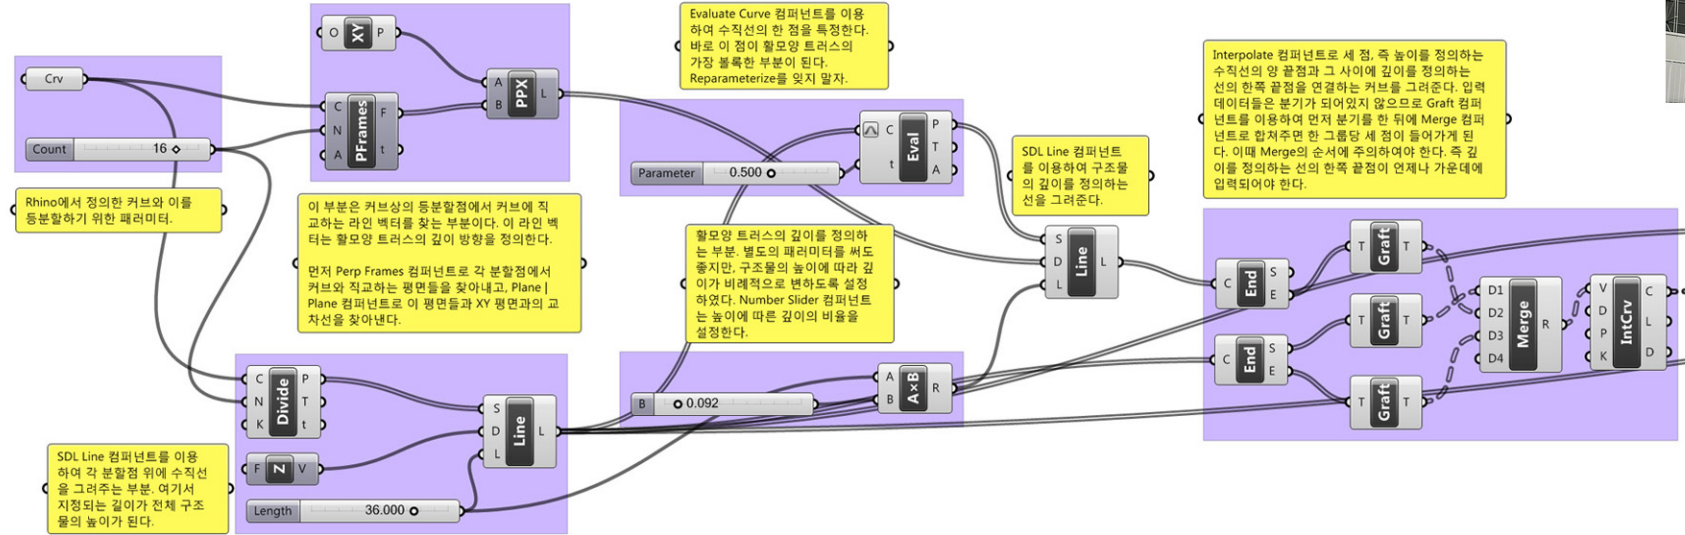 Crv
Count
16
Rhino에서 정의한 커브와 이를
등분할하기 위한 패러미터.
O
XY
P
C
N
A
PFrames
F
t
A
B
PPX
L
이 부분은 커브상의 등분할점에서 커브에 직
교하는 라인 벡터를 찾는 부분이다. 이 라인 벡
터는 활모양 트러스의 깊이 방향을 정의한다.
먼저 Perp Frames 컴퍼넌트로 각 분할점에서
커브와 직교하는 평면들을 찾아내고, Plane |
Plane 컴퍼넌트로 이 평면들과 XY 평면과의 교
차선을 찾아낸다.
C
N
K
Divide
P
T
t
F
Z
V
Length
36.000
S
D
L
Line
L
SDL Line 컴퍼넌트를 이용
하여 각 분할점 위에 수직선
을 그려주는 부분. 여기서
지정되는 길이가 전체 구조
물의 높이가 된다.
Evaluate Curve 컴퍼넌트를 이용
하여 수직선의 한 점을 특정한다.
바로 이 점이 활모양 트러스의
가장 볼록한 부분이 된다.
Reparameterize를 잊지 말자.
Parameter
0.500
C
t
Eval
P
T
A
활모양 트러스의 깊이를 정의하
는 부분. 별도의 패러미터를 써도
좋지만, 구조물의 높이에 따라 깊
이가 비례적으로 변하도록 설정
하였다. Number Slider 컴퍼넌트
는 높이에 따른 깊이의 비율을
설정한다.
B
0.092
A
B
A×B
R
SDL Line 컴퍼넌트
를 이용하여 구조물
의 깊이를 정의하는
선을 그려준다.
S
D
L
Line
L
Interpolate 컴퍼넌트로 세 점, 즉 높이를 정의하는
수직선의 양 끝점과 그 사이에 깊이를 정의하는
선의 한쪽 끝점을 연결하는 커브를 그려준다. 입력
데이터들은 분기가 되어있지 않으므로 Graft 컴퍼
넌트를 이용하여 먼저 분기를 한 뒤에 Merge 컴퍼
넌트로 합쳐주면 한 그룹당 세 점이 들어가게 된
다. 이때 Merge의 순서에 주의하여야 한다. 즉 깊
이를 정의하는 선의 한쪽 끝점이 언제나 가운데에
입력되어야 한다.
C
End
S
E
C
End
S
E
T
Graft
T
T
Graft
T
T
Graft
T
D1
D2
D3
D4
Merge
R
V
D
P
K
IntCrv
C
L
D